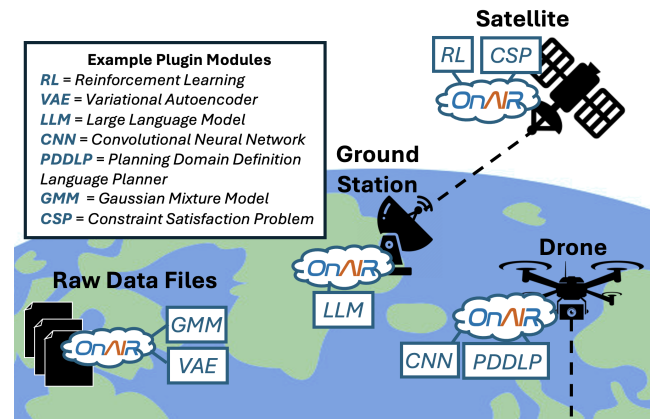 Satellite
RL
CSP
OnAIR
Example Plugin Modules
RL = Reinforcement Learning
VAE = Variational Autoencoder
LLM = Large Language Model
CNN = Convolutional Neural Network
PDDLP = Planning Domain Definition
Language Planner
GMM = Gaussian Mixture Model
CSP = Constraint Satisfaction Problem
Ground
Station
OnAIR
LLM
Drone
OnAIR
CNN
PDDLP
Raw Data Files
OnAIR
GMM
VAE